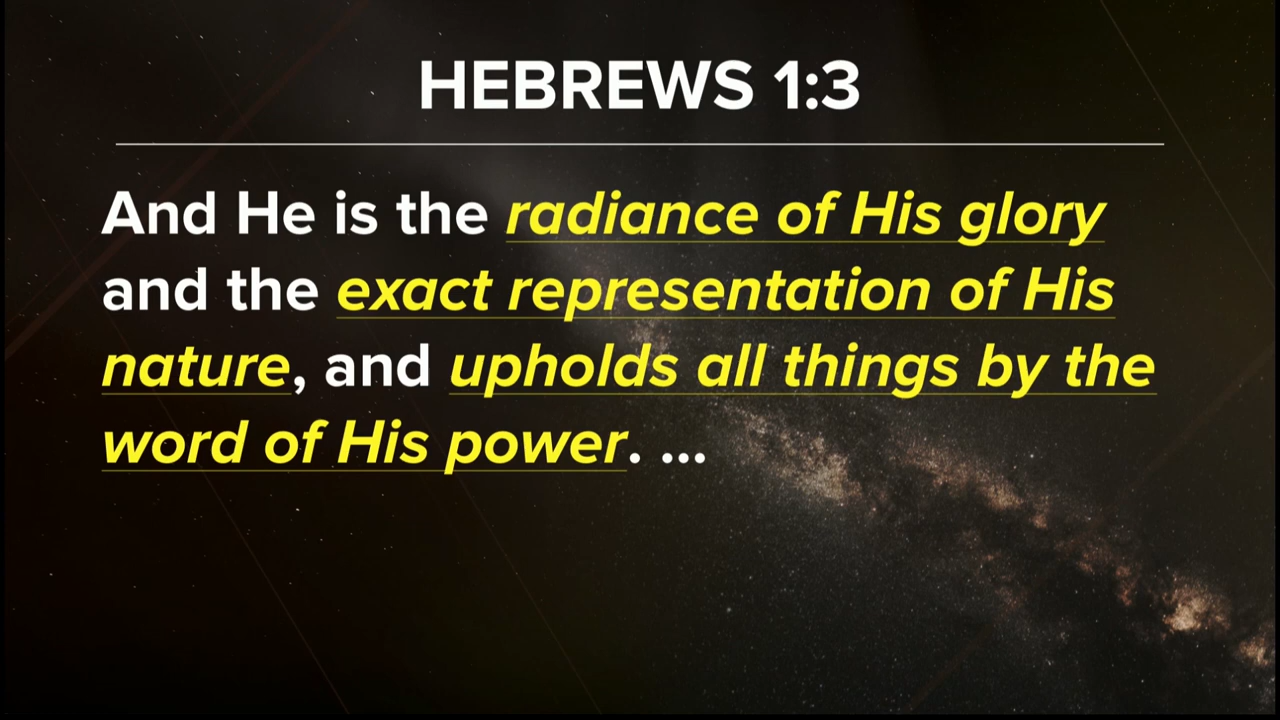 HEBREWS 1:3
And He is the radiance of His glory
and the exact representation of His
nature, and upholds all things by the
word of His power. ...